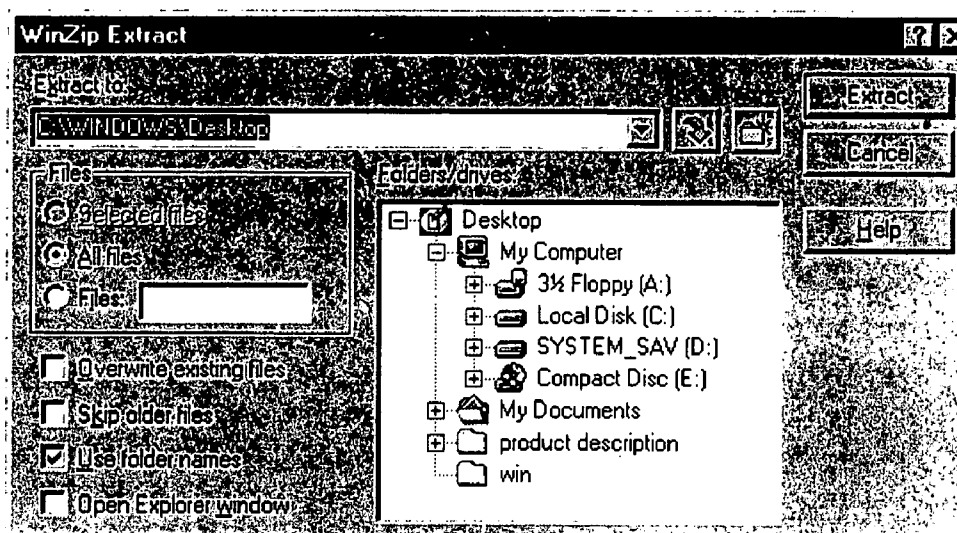 WinZip Extract
Extract to:
C:\WINDOWS\Desktop
Extract
Cancel
Help
Files
Selected files
All files
Files:
Overwrite existing files
Skip older files
Use folder names
Open Explorer window
Folders/drives:
Desktop
My Computer
3½ Floppy (A:)
Local Disk (C:)
SYSTEM_SAV (D:)
Compact Disc (E:)
My Documents
product description
win